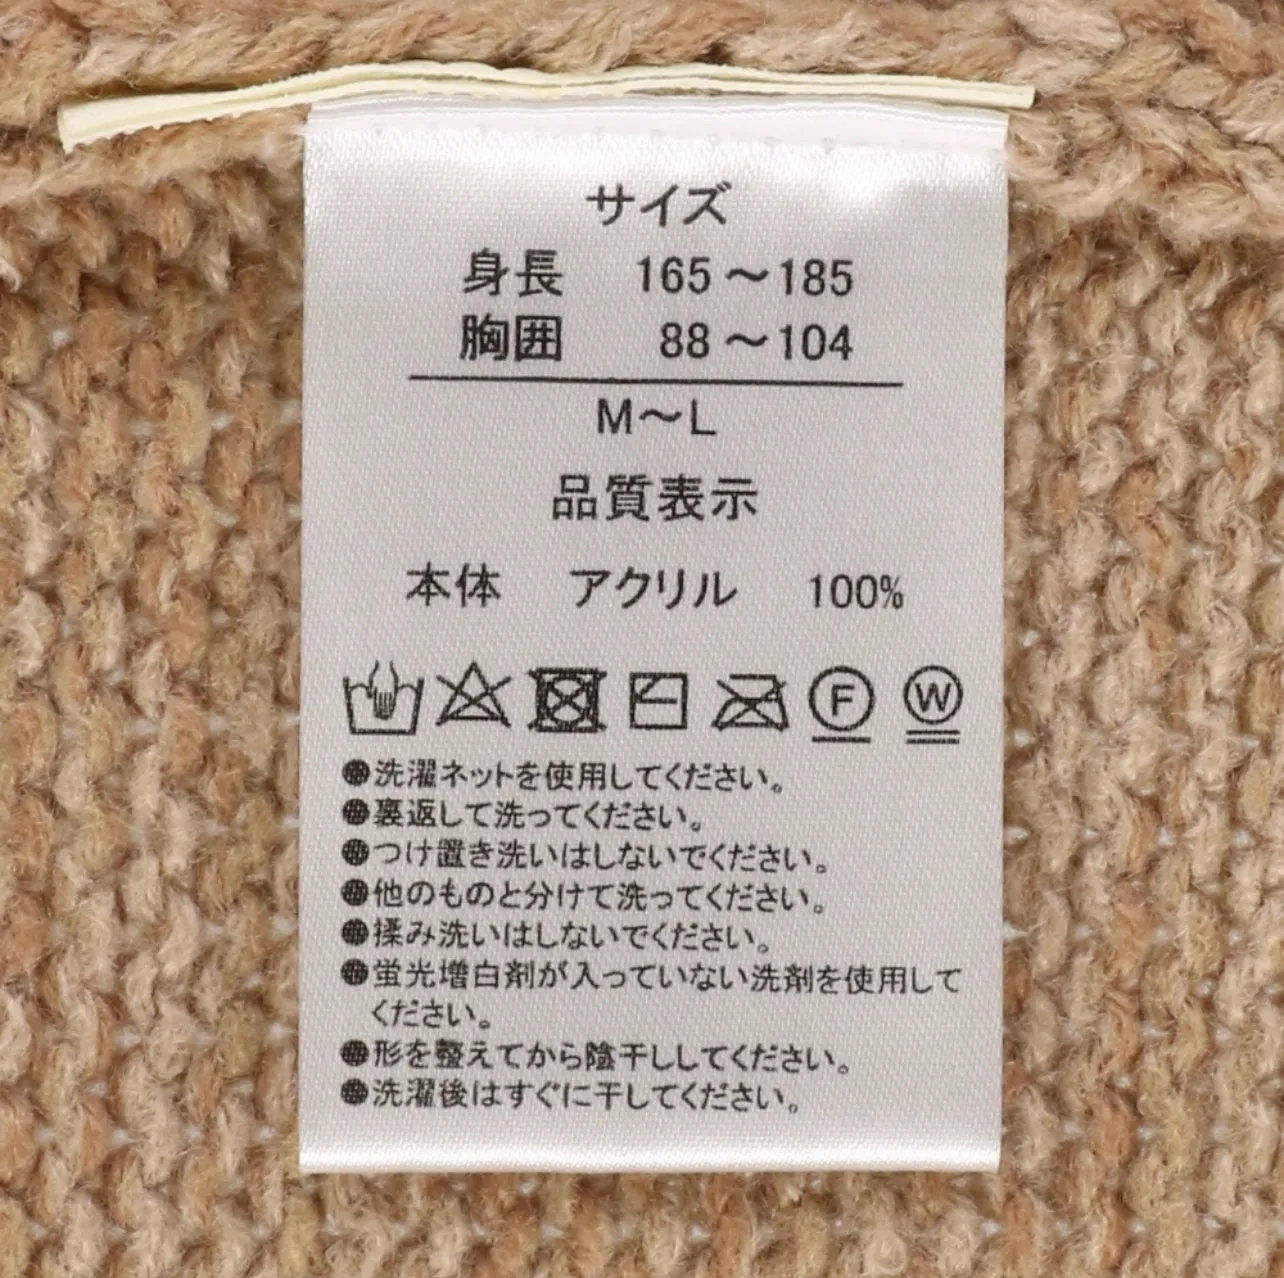 サイズ
身長 165～185
胸囲 88～104
M～L
品質表示
本体 アクリル 100%
F W
●洗濯ネットを使用してください。
●裏返して洗ってください。
●つけ置き洗いはしないでください。
●他のものと分けて洗ってください。
●揉み洗いはしないでください。
●蛍光増白剤が入っていない洗剤を使用して
ください。
●形を整えてから陰干ししてください。
●洗濯後はすぐに干してください。